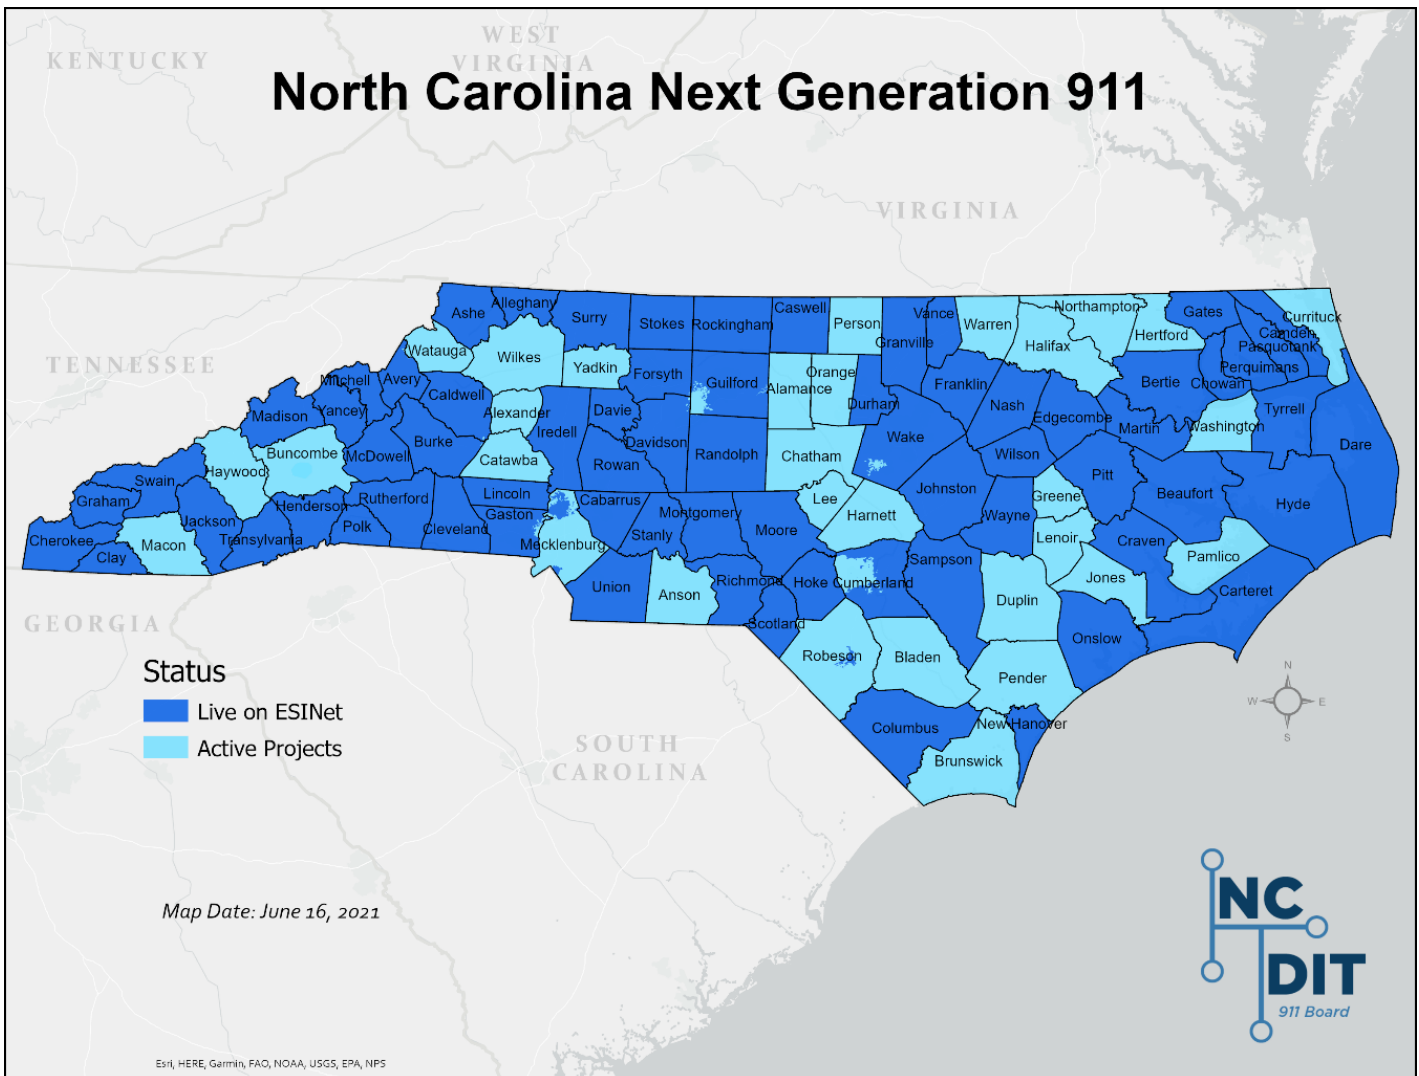 KENTUCKY
WEST
VIRGINIA
North Carolina Next Generation 911
VIRGINIA
TENNESSEE
GEORGIA
SOUTH
CAROLINA
Ashe
Alleghany
Surry
Stokes
Rockingham
Caswell
Person
Granville
Vance
Warren
Halifax
Northampton
Hertford
Gates
Currituck
Camden
Pasquotank
Perquimans
Chowan
Bertie
Watauga
Wilkes
Yadkin
Forsyth
Guilford
Alamance
Orange
Durham
Franklin
Nash
Edgecombe
Martin
Washington
Tyrrell
Dare
Mitchell
Avery
Caldwell
Alexander
Iredell
Davie
Davidson
Randolph
Chatham
Wake
Wilson
Pitt
Beaufort
Hyde
Madison
Yancey
McDowell
Burke
Catawba
Rowan
Buncombe
Haywood
Swain
Graham
Jackson
Henderson
Rutherford
Polk
Cleveland
Lincoln
Gaston
Mecklenburg
Cabarrus
Stanly
Montgomery
Moore
Lee
Harnett
Johnston
Wayne
Greene
Lenoir
Craven
Pamlico
Cherokee
Clay
Macon
Transylvania
Union
Anson
Richmond
Scotland
Hoke
Cumberland
Sampson
Duplin
Jones
Carteret
Onslow
Robeson
Bladen
Pender
Columbus
New Hanover
Brunswick
Status
Live on ESINet
Active Projects
N
W
E
S
Map Date: June 16, 2021
NC
DIT
911 Board
Esri, HERE, Garmin, FAO, NOAA, USGS, EPA, NPS